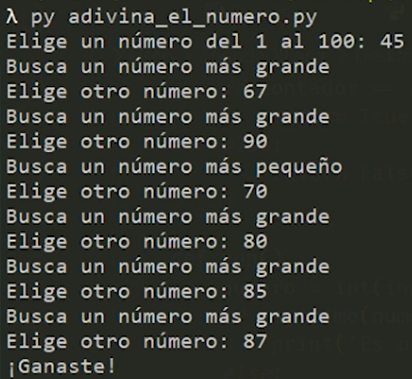 λ py adivina_el_numero.py
Elige un número del 1 al 100: 45
Busca un número más grande
Elige otro número: 67
Busca un número más grande
Elige otro número: 90
Busca un número más pequeño
Elige otro número: 70
Busca un número más grande
Elige otro número: 80
Busca un número más grande
Elige otro número: 85
Busca un número más grande
Elige otro número: 87
¡Ganaste!